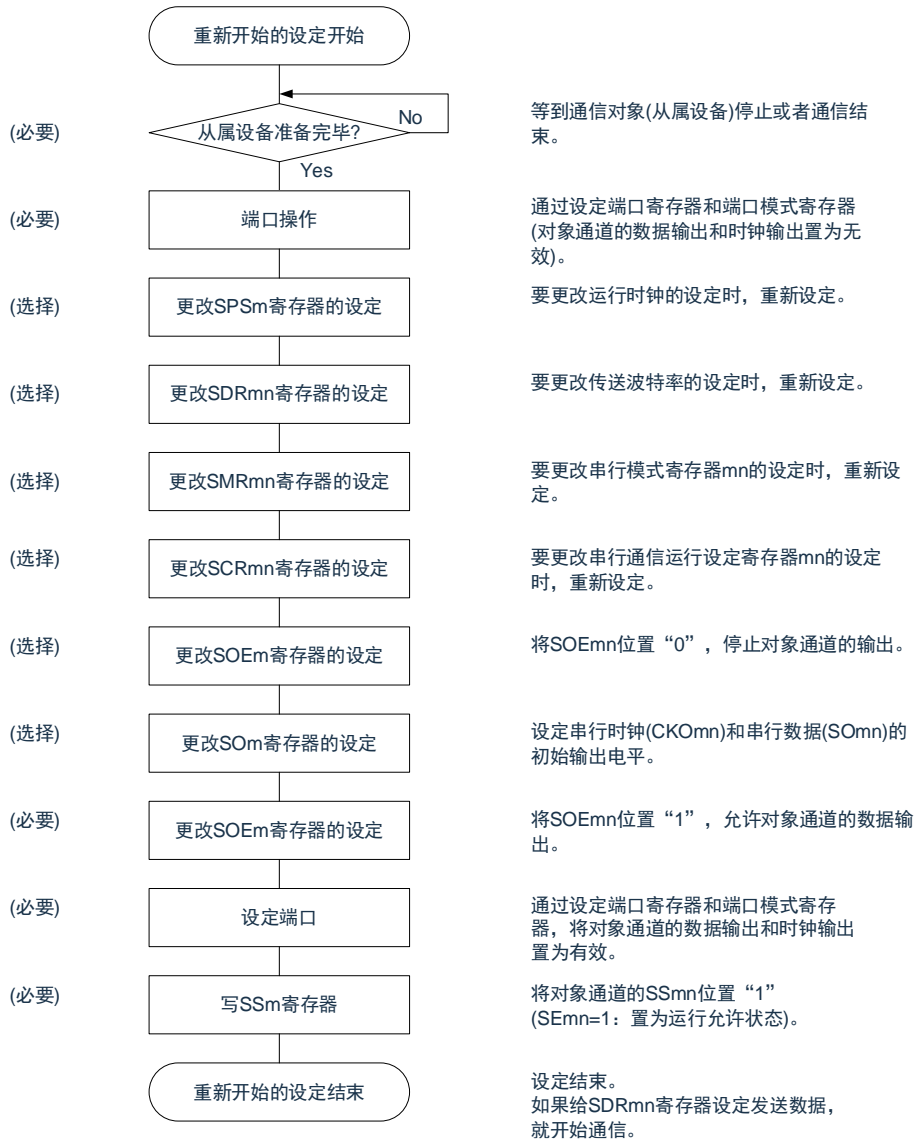 重新开始的设定开始
(必要)
从属设备准备完毕?
No
Yes
等到通信对象(从属设备)停止或者通信结
束。
(必要)
端口操作
通过设定端口寄存器和端口模式寄存器
(对象通道的数据输出和时钟输出置为无
效)。
(选择)
更改SPSm寄存器的设定
要更改运行时钟的设定时，重新设定。
(选择)
更改SDRmn寄存器的设定
要更改传送波特率的设定时，重新设定。
(选择)
更改SMRmn寄存器的设定
要更改串行模式寄存器mn的设定时，重新设
定。
(选择)
更改SCRmn寄存器的设定
要更改串行通信运行设定寄存器mn的设定
时，重新设定。
(选择)
更改SOEm寄存器的设定
将SOEmn位置“0”，停止对象通道的输出。
(选择)
更改SOm寄存器的设定
设定串行时钟(CKOmn)和串行数据(SOmn)的
初始输出电平。
(必要)
更改SOEm寄存器的设定
将SOEmn位置“1”，允许对象通道的数据输
出。
(必要)
设定端口
通过设定端口寄存器和端口模式寄存
器，将对象通道的数据输出和时钟输出
置为有效。
(必要)
写SSm寄存器
将对象通道的SSmn位置“1”
(SEmn=1：置为运行允许状态)。
重新开始的设定结束
设定结束。
如果给SDRmn寄存器设定发送数据，
就开始通信。